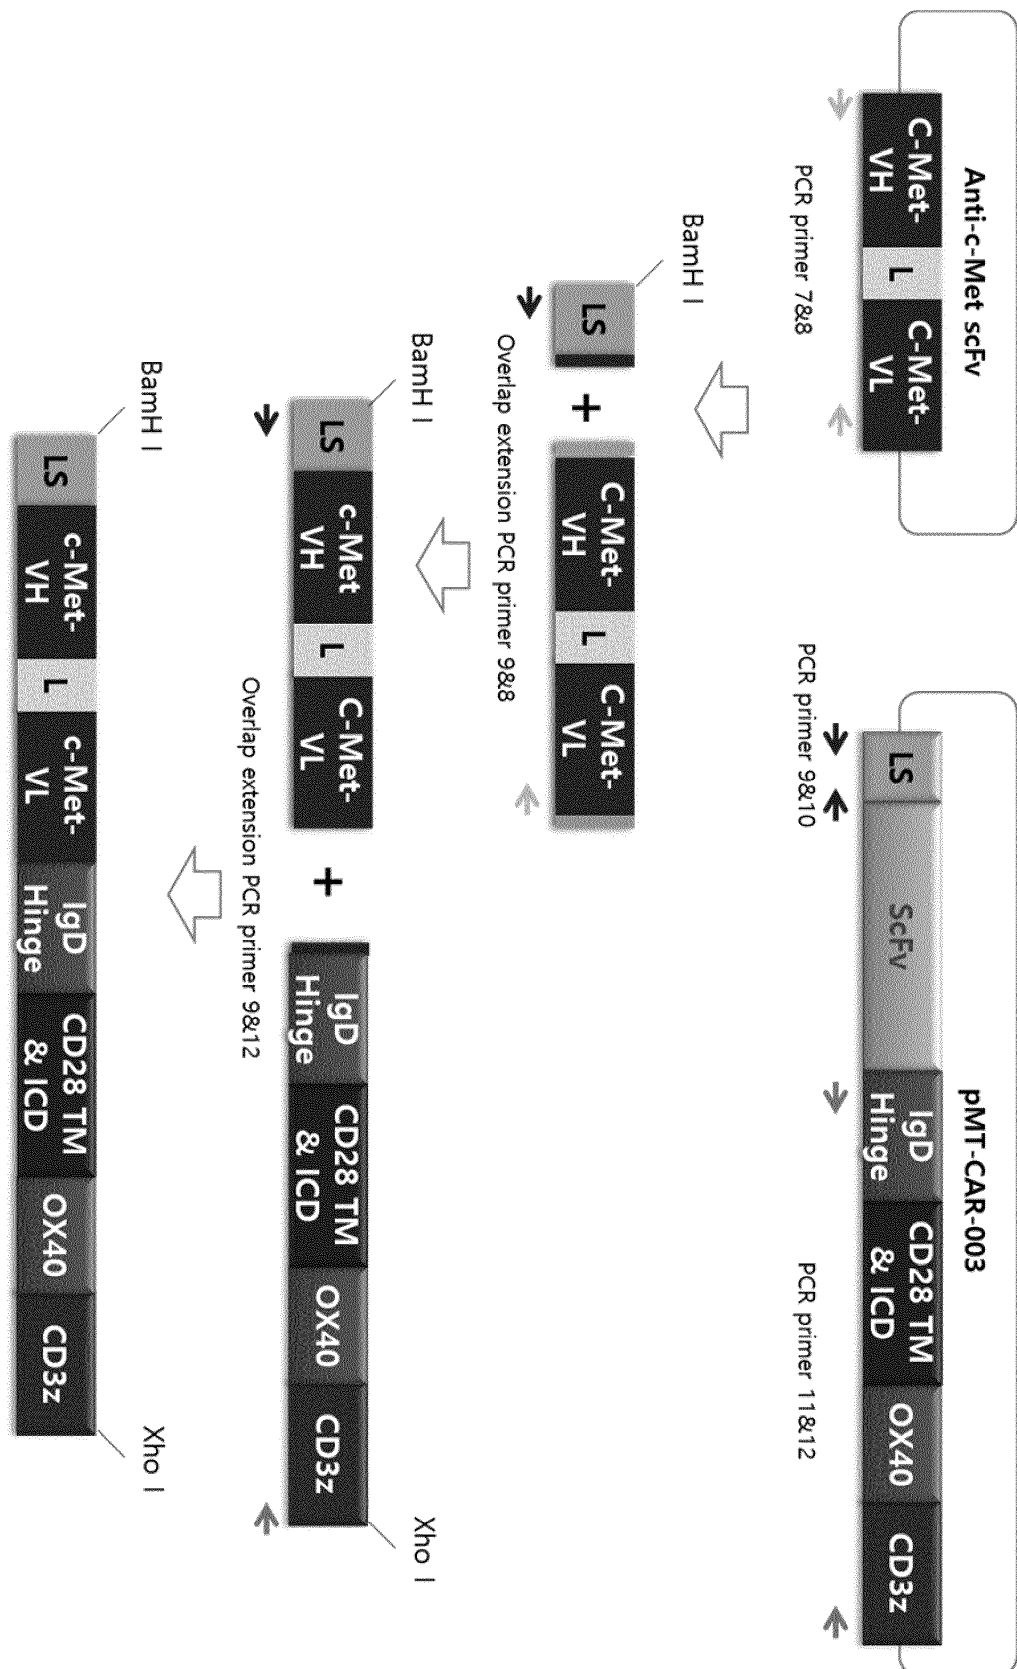 Anti-c-Met scFv
C-Met-
VH
L
C-Met-
VL
PCR primer 7&8
pMT-CAR-003
LS
ScFv
IgD
Hinge
CD28 TM
& ICD
OX40
CD3z
PCR primer 9&10
PCR primer 11&12
BamH I
LS
+
C-Met-
VH
L
C-Met-
VL
Overlap extension PCR primer 9&8
BamH I
LS
c-Met
VH
L
C-Met-
VL
+
IgD
Hinge
CD28 TM
& ICD
OX40
CD3z
Xho I
Overlap extension PCR primer 9&12
BamH I
LS
c-Met-
VH
L
c-Met-
VL
IgD
Hinge
CD28 TM
& ICD
OX40
CD3z
Xho I